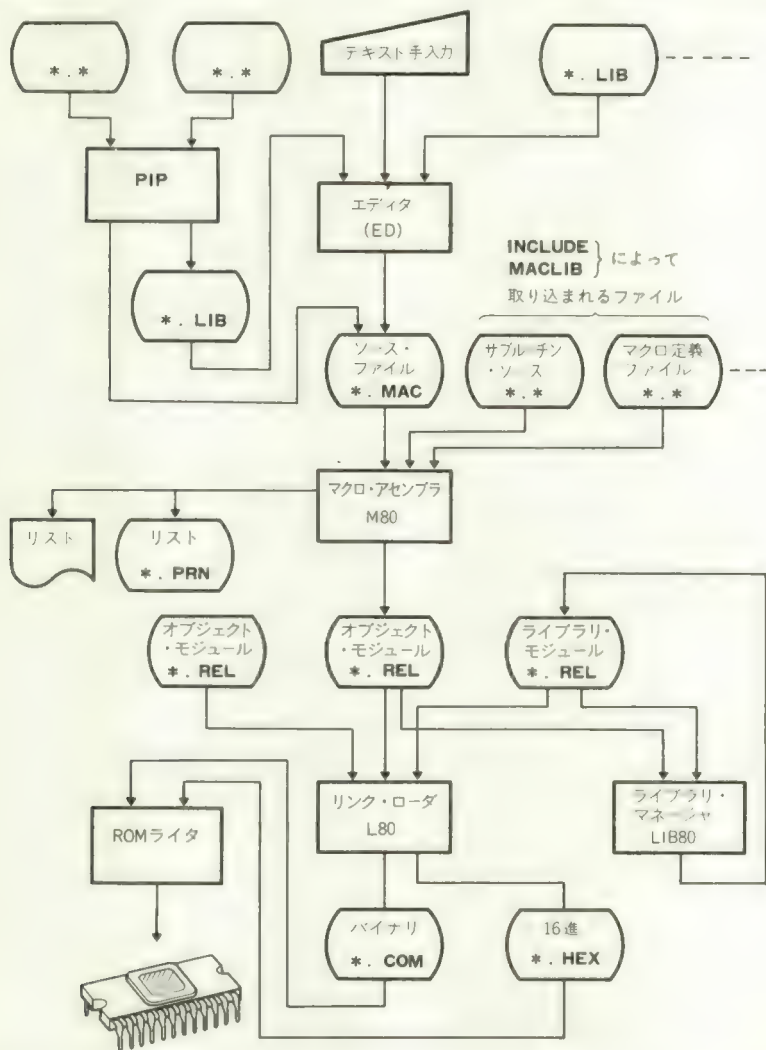 *.*
*.*
テキスト手入力
*.LIB
PIP
エディタ
(ED)
*.LIB
INCLUDE
MACLIB
} によって
取り込まれるファイル
ソース・
ファイル
*.MAC
サブルーチン
・ソース
*.*
マクロ定義
ファイル
*.*
マクロ・アセンブラ
M80
リスト
リスト
*.PRN
オブジェクト
・モジュール
*.REL
オブジェクト
・モジュール
*.REL
ライブラリ・
モジュール
*.REL
リンク・ローダ
L80
ライブラリ・
マネージャ
LIB80
ROMライタ
バイナリ
*.COM
16進
*.HEX